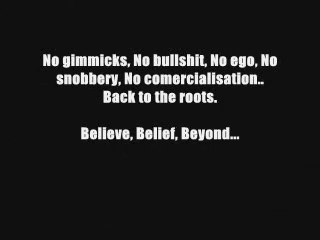 No gimmicks, No bullshit, No ego, No
snobbery, No comercialisation..
Back to the roots.
Believe, Belief, Beyond...